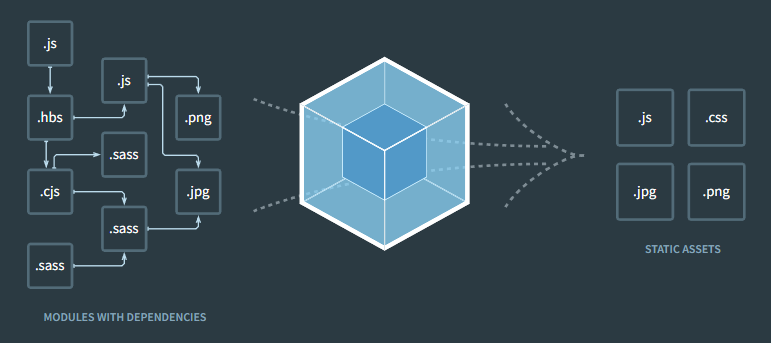 .js
.js
.hbs
.png
.sass
.cjs
.jpg
.sass
.sass
MODULES WITH DEPENDENCIES
.js
.css
.jpg
.png
STATIC ASSETS